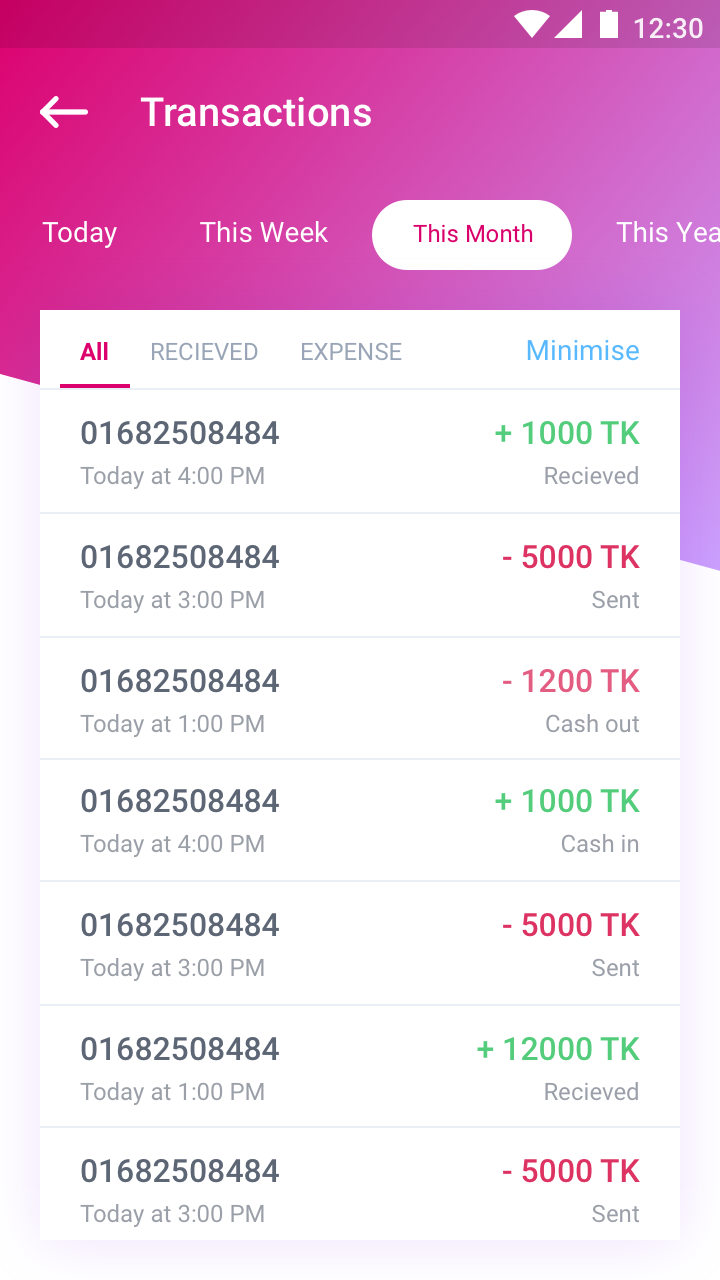 12:30
Transactions
Today This Week This Month This Yea
All RECIEVED EXPENSE Minimise
01682508484 + 1000 TK
Today at 4:00 PM Recieved
01682508484 - 5000 TK
Today at 3:00 PM Sent
01682508484 - 1200 TK
Today at 1:00 PM Cash out
01682508484 + 1000 TK
Today at 4:00 PM Cash in
01682508484 - 5000 TK
Today at 3:00 PM Sent
01682508484 + 12000 TK
Today at 1:00 PM Recieved
01682508484 - 5000 TK
Today at 3:00 PM Sent